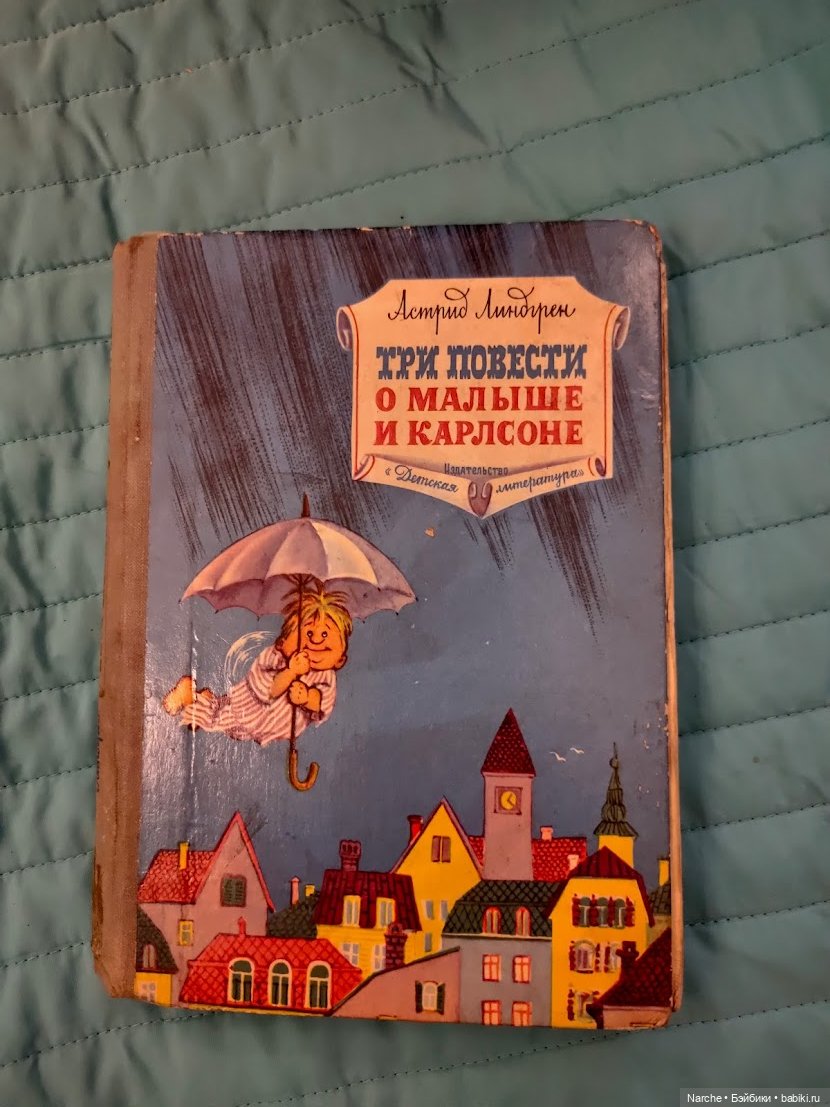 Астрид Линдгрен
ТРИ ПОВЕСТИ
О МАЛЫШЕ
И КАРЛСОНЕ
Издательство
«Детская литература»
Narche • Бэйбики • babiki.ru